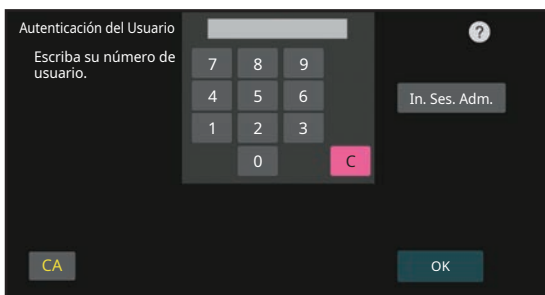 Autenticación del Usuario
?
Escriba su número de
usuario.
7 8 9
4 5 6
In. Ses. Adm.
1 2 3
0 C
CA
OK